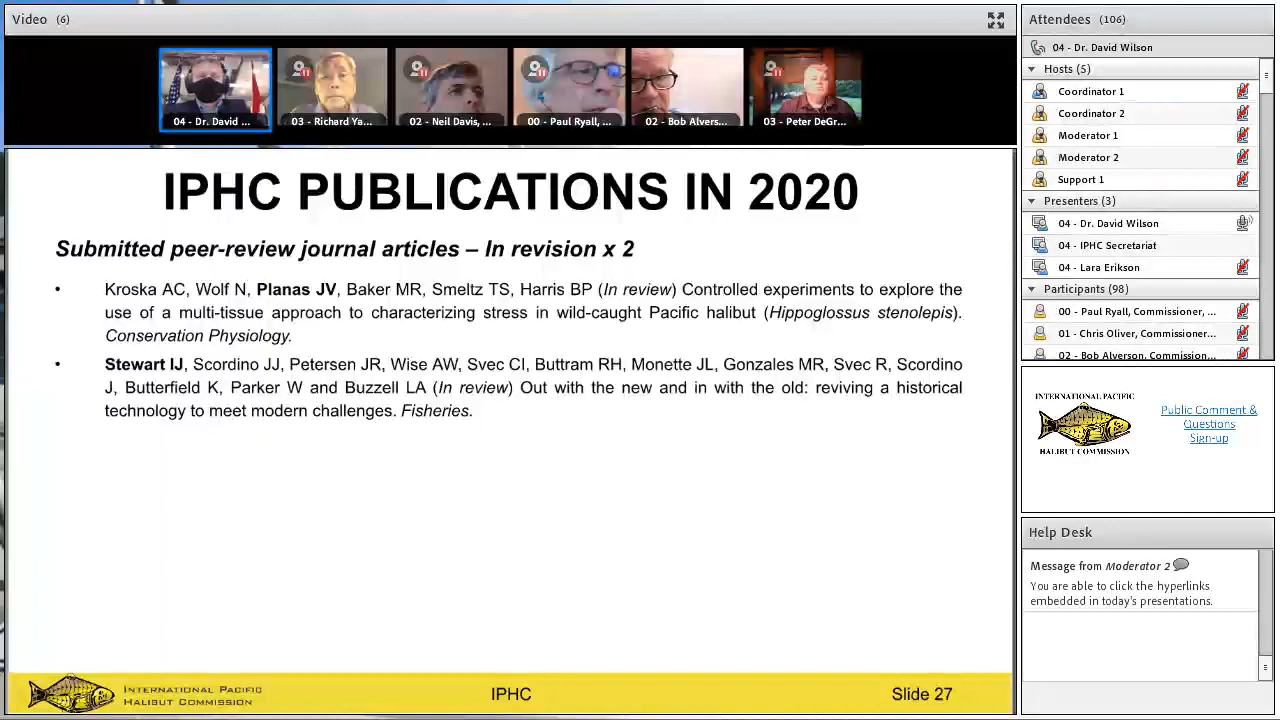 Video (6)
04 - Dr. David ...
03 - Richard Ya...
02 - Neil Davis, ...
00 - Paul Ryall, ...
02 - Bob Alvers...
03 - Peter DeGr...
IPHC PUBLICATIONS IN 2020
Submitted peer-review journal articles – In revision x 2
• Kroska AC, Wolf N, Planas JV, Baker MR, Smeltz TS, Harris BP (In review) Controlled experiments to explore the
use of a multi-tissue approach to characterizing stress in wild-caught Pacific halibut (Hippoglossus stenolepis).
Conservation Physiology.
• Stewart IJ, Scordino JJ, Petersen JR, Wise AW, Svec CI, Buttram RH, Monette JL, Gonzales MR, Svec R, Scordino
J, Butterfield K, Parker W and Buzzell LA (In review) Out with the new and in with the old: reviving a historical
technology to meet modern challenges. Fisheries.
INTERNATIONAL PACIFIC
HALIBUT COMMISSION
IPHC
Slide 27
Attendees (106)
04 - Dr. David Wilson
Hosts (5)
Coordinator 1
Coordinator 2
Moderator 1
Moderator 2
Support 1
Presenters (3)
04 - Dr. David Wilson
04 - IPHC Secretariat
04 - Lara Erikson
Participants (98)
00 - Paul Ryall, Commissioner, ...
01 - Chris Oliver, Commissioner...
02 - Bob Alverson, Commission...
INTERNATIONAL PACIFIC
HALIBUT COMMISSION
Public Comment &
Questions
Sign-up
Help Desk
Message from Moderator 2
You are able to click the hyperlinks
embedded in today's presentations.